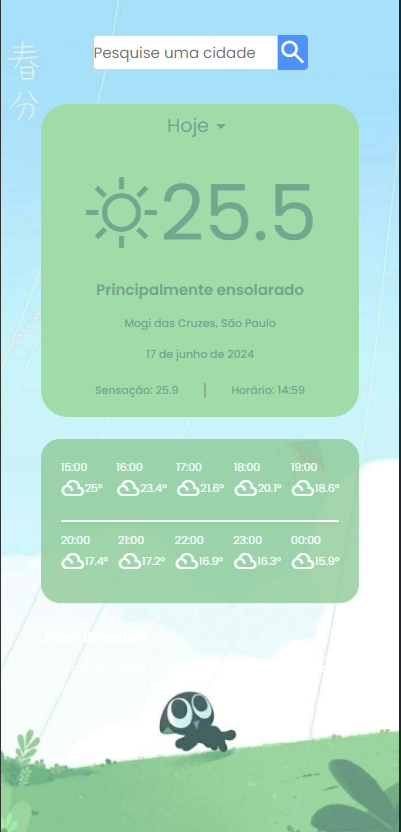 Pesquise uma cidade
春
分
Hoje
25.5
Principalmente ensolarado
Mogi das Cruzes, São Paulo
17 de junho de 2024
Sensação: 25.9 | Horário: 14:59
15:00 16:00 17:00 18:00 19:00
25° 23.4° 21.6° 20.1° 18.6°
20:00 21:00 22:00 23:00 00:00
17.4° 17.2° 16.9° 16.3° 15.9°